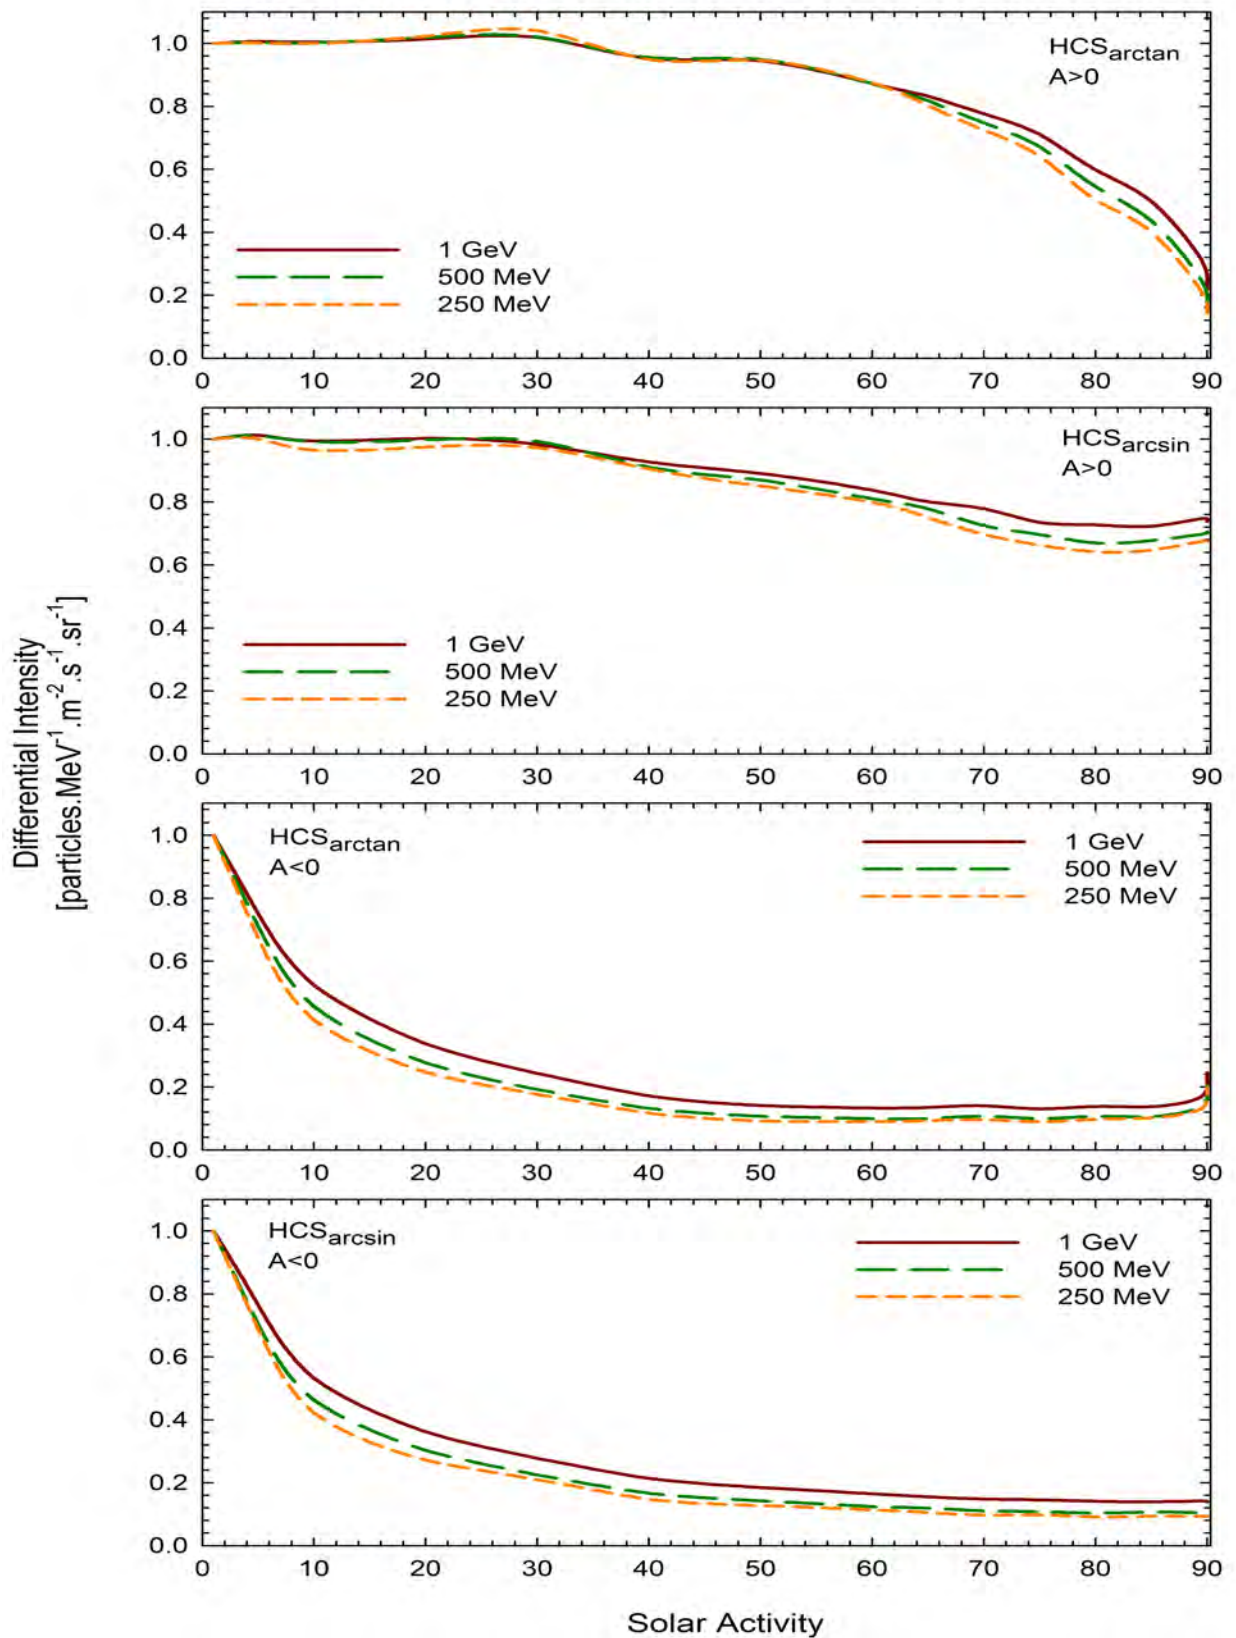 1.0
0.8
0.6
0.4
0.2
0.0
HCSarctan
A>0
1 GeV
500 MeV
250 MeV
0 10 20 30 40 50 60 70 80 90
1.0
0.8
0.6
0.4
0.2
0.0
HCSarcsin
A>0
1 GeV
500 MeV
250 MeV
0 10 20 30 40 50 60 70 80 90
Differential Intensity
[particles.MeV⁻¹.m⁻².s⁻¹.sr⁻¹]
1.0
0.8
0.6
0.4
0.2
0.0
HCSarctan
A<0
1 GeV
500 MeV
250 MeV
0 10 20 30 40 50 60 70 80 90
1.0
0.8
0.6
0.4
0.2
0.0
HCSarcsin
A<0
1 GeV
500 MeV
250 MeV
0 10 20 30 40 50 60 70 80 90
Solar Activity